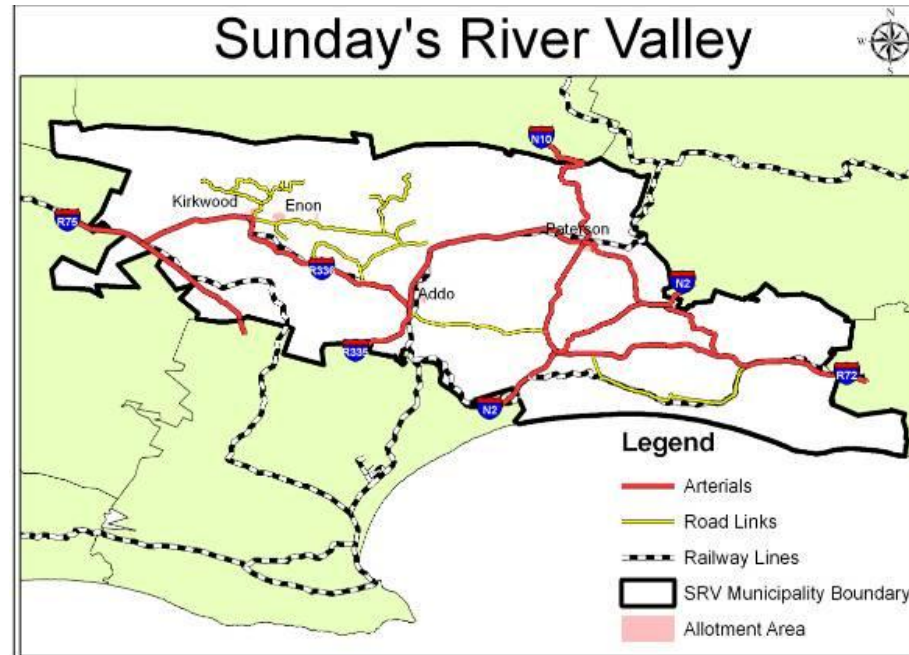 Sunday's River Valley
N
W
S
N10
Kirkwood
Enon
R75
Paterson
R336
Addo
N2
R335
R72
N2
Legend
Arterials
Road Links
Railway Lines
SRV Municipality Boundary
Allotment Area